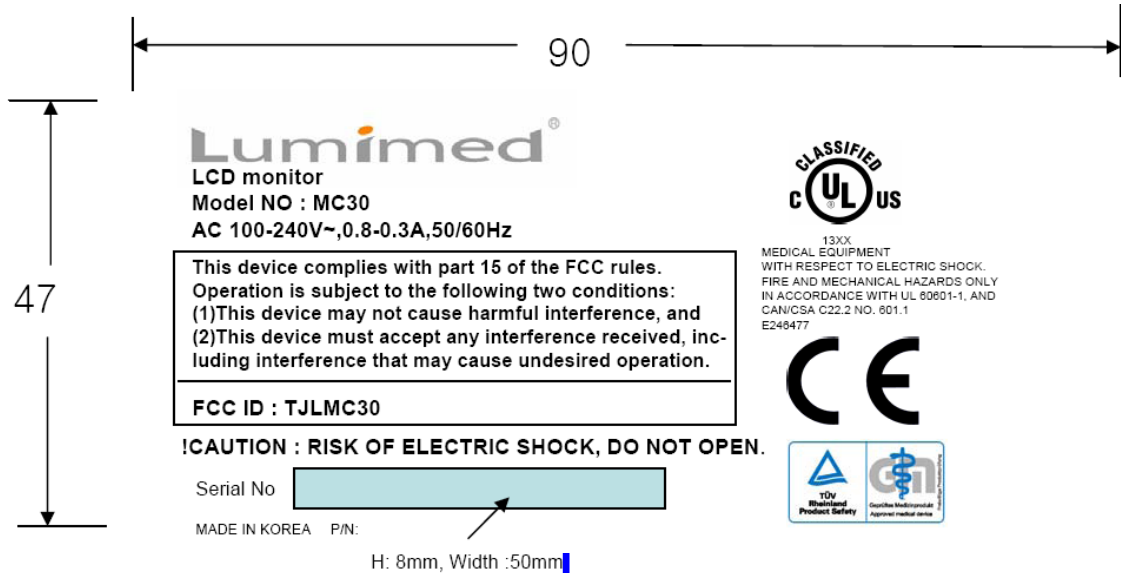 90
47
Lumimed®
LCD monitor
Model NO : MC30
AC 100-240V~,0.8-0.3A,50/60Hz
This device complies with part 15 of the FCC rules.
Operation is subject to the following two conditions:
(1)This device may not cause harmful interference, and
(2)This device must accept any interference received, inc-
luding interference that may cause undesired operation.
FCC ID : TJLMC30
!CAUTION : RISK OF ELECTRIC SHOCK, DO NOT OPEN.
Serial No
MADE IN KOREA P/N:
H: 8mm, Width :50mm
CLASSIFIED
C UL® US
13XX
MEDICAL EQUIPMENT
WITH RESPECT TO ELECTRIC SHOCK.
FIRE AND MECHANICAL HAZARDS ONLY
IN ACCORDANCE WITH UL 60601-1, AND
CAN/CSA C22.2 NO. 601.1
E246477
CE
TÜV
Rheinland
Product Safety
GM
Geprüftes Medizinprodukt
Approved medical device